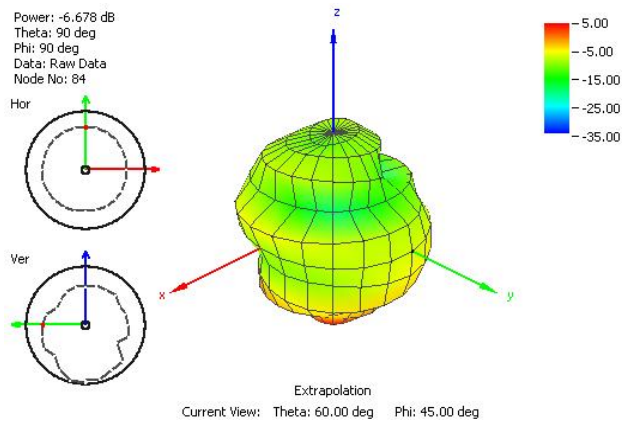 Power: -6.678 dB
Theta: 90 deg
Phi: 90 deg
Data: Raw Data
Node No: 84
Hor
Ver
z
x
y
5.00
-5.00
-15.00
-25.00
-35.00
Extrapolation
Current View: Theta: 60.00 deg Phi: 45.00 deg